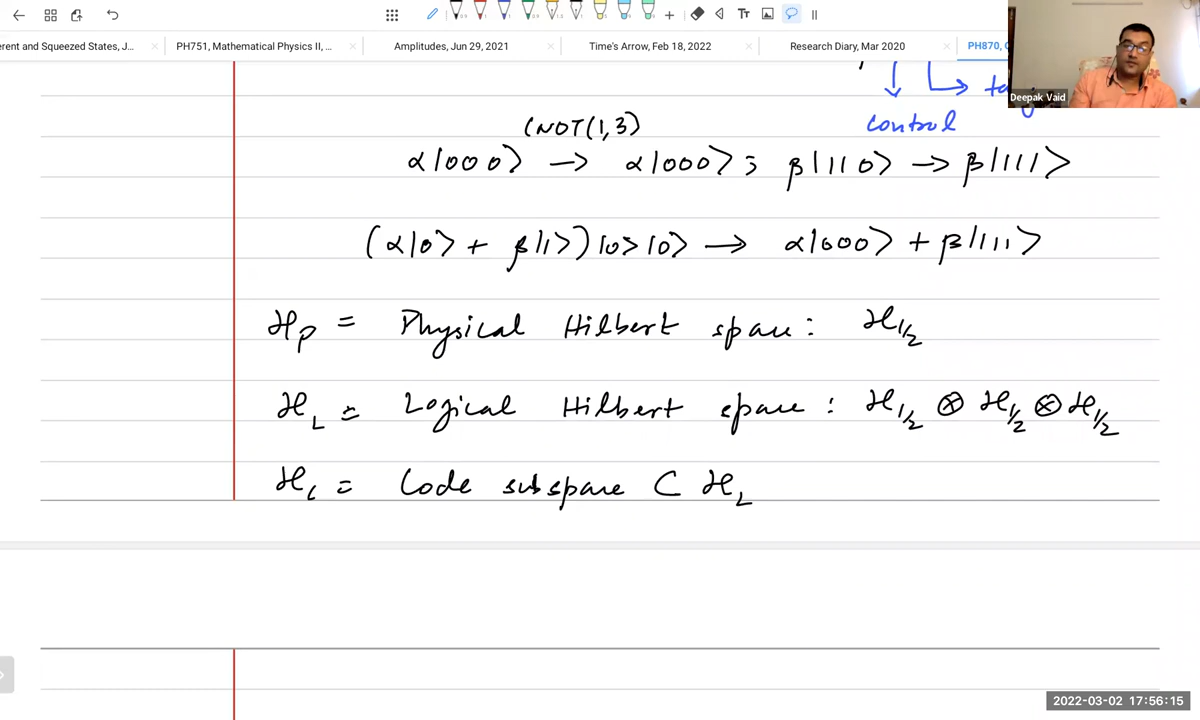 Tт
erent and Squeezed States, J... × PH751, Mathematical Physics II, ... × Amplitudes, Jun 29, 2021 × Time's Arrow, Feb 18, 2022 × Research Diary, Mar 2020 × PH870,
Deepak Vaid
control
CNOT(1,3)
α|000⟩ → α|000⟩ ; β|110⟩ → β|111⟩
(α|0⟩ + β|1⟩)|0⟩|0⟩ → α|000⟩ + β|111⟩
ℋ_P = Physical Hilbert space : ℋ_{1/2}
ℋ_L = Logical Hilbert space : ℋ_{1/2} ⊗ ℋ_{1/2} ⊗ ℋ_{1/2}
ℋ_C = Code subspace ⊂ ℋ_L
2022-03-02 17:56:15